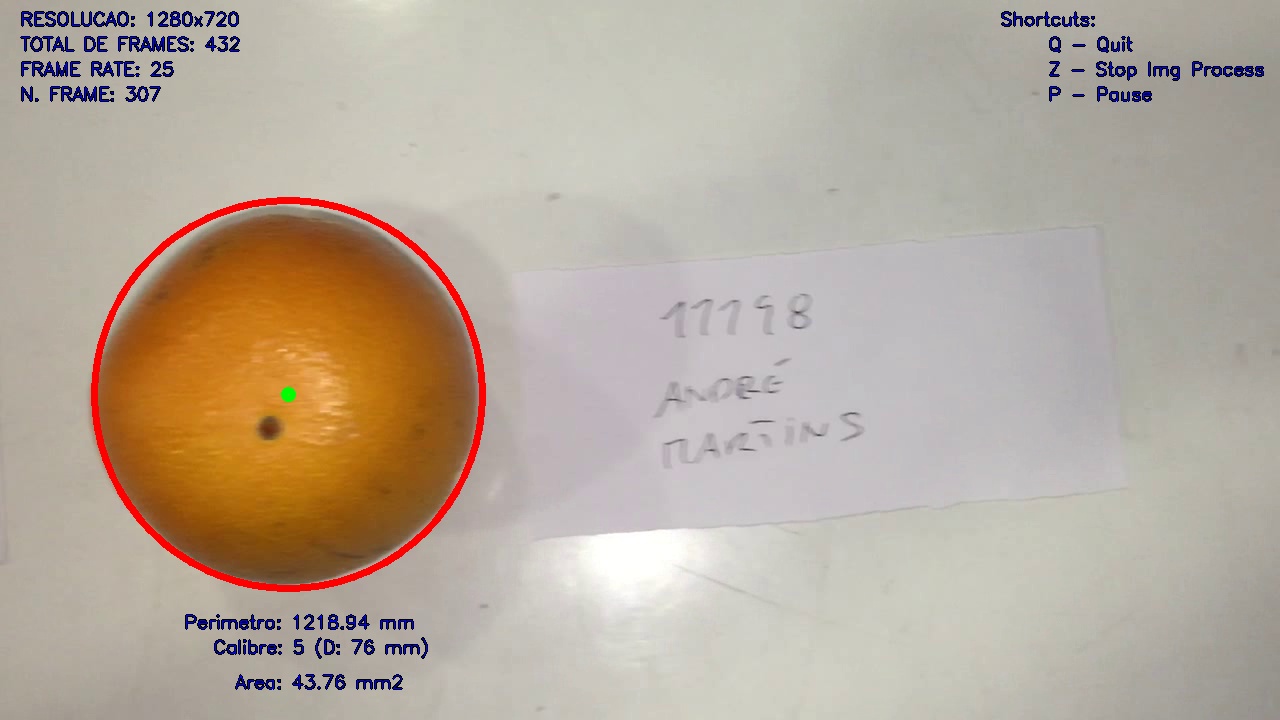 RESOLUCAO: 1280x720
TOTAL DE FRAMES: 432
FRAME RATE: 25
N. FRAME: 307
Shortcuts:
Q - Quit
Z - Stop Img Process
P - Pause
17798
ANDRÉ
MARTINS
Perimetro: 1218.94 mm
Calibre: 5 (D: 76 mm)
Area: 43.76 mm2